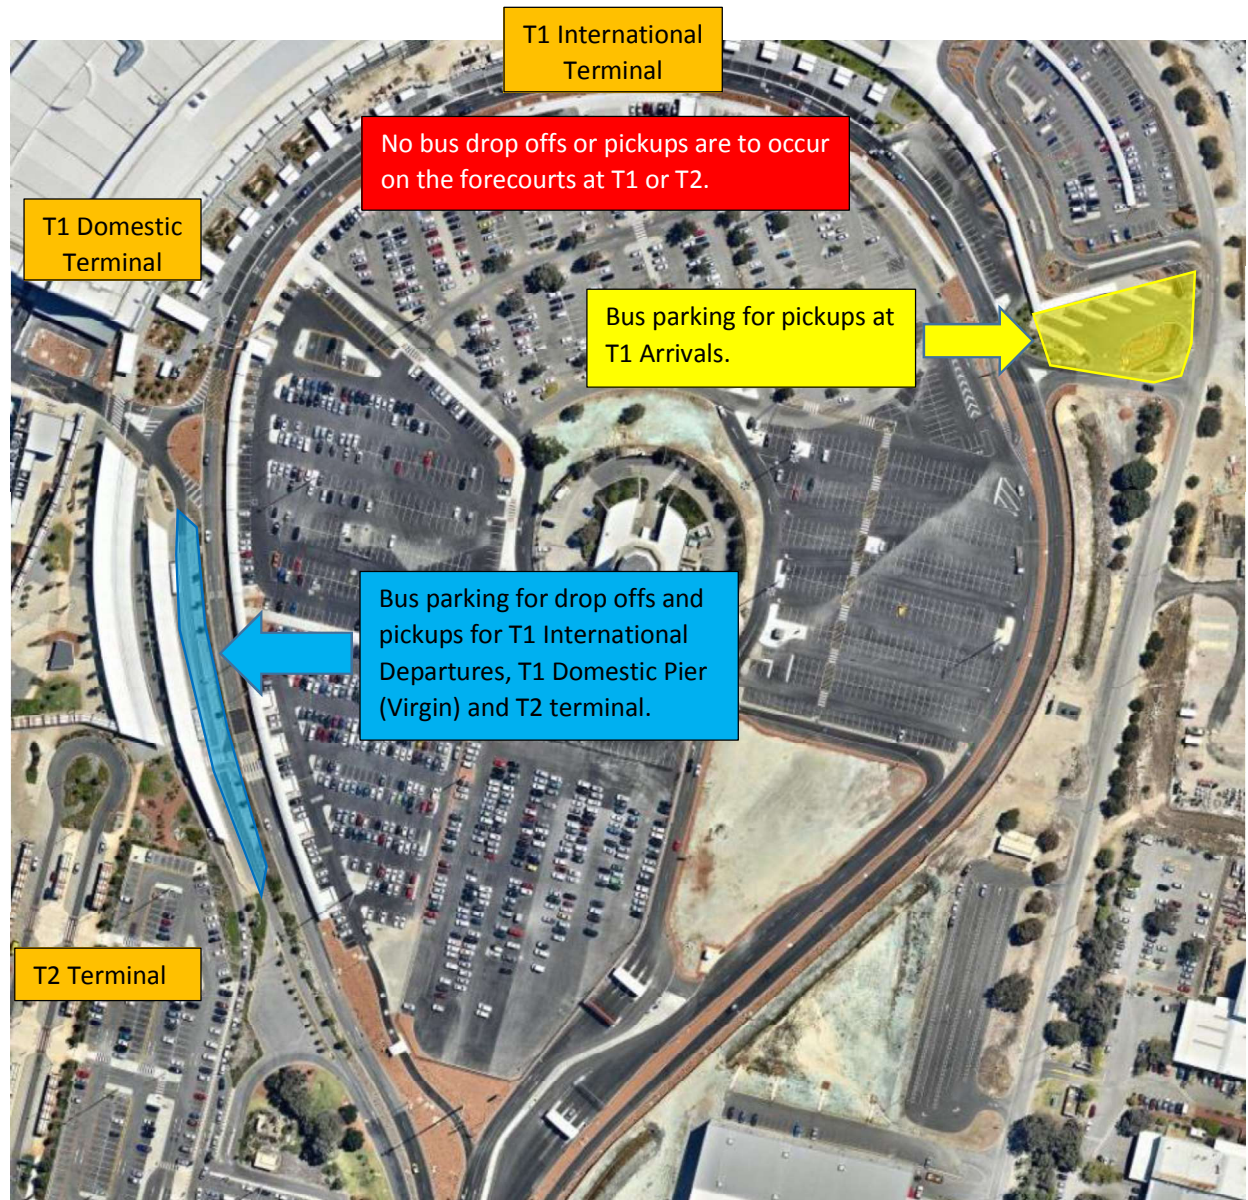 T1 International
Terminal
No bus drop offs or pickups are to occur
on the forecourts at T1 or T2.
T1 Domestic
Terminal
Bus parking for pickups at
T1 Arrivals.
Bus parking for drop offs and
pickups for T1 International
Departures, T1 Domestic Pier
(Virgin) and T2 terminal.
T2 Terminal